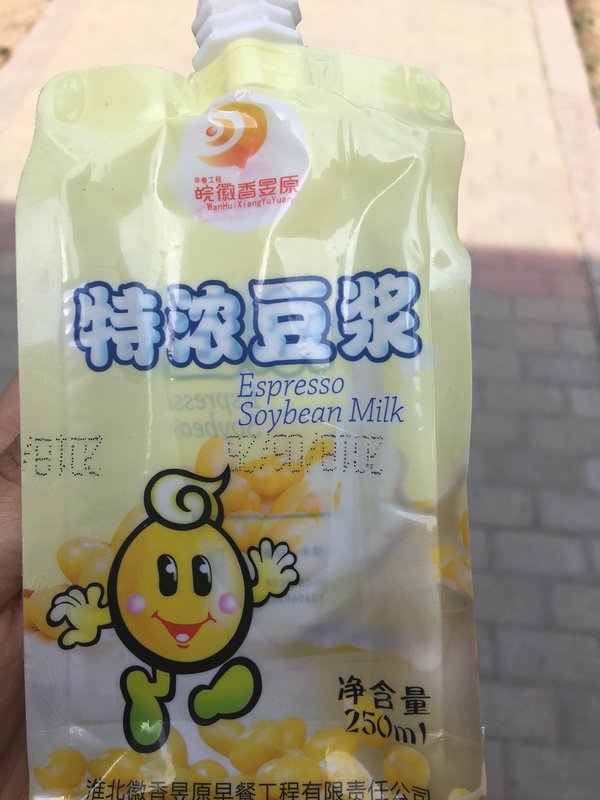 早餐工程
皖徽香昱原
WanHuiXiangYuYuan
特浓豆浆
Espresso
Soybean Milk
净含量
250ml
淮北徽香昱原早餐工程有限责任公司